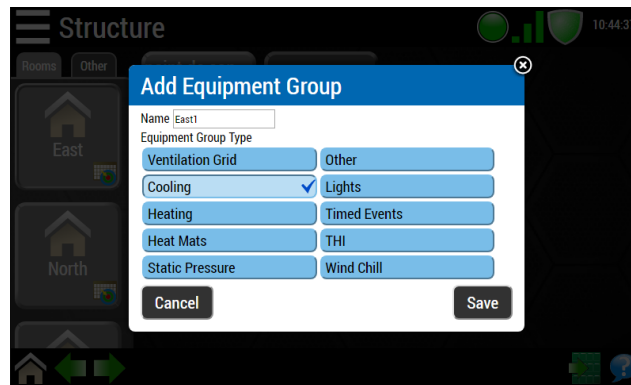 Structure
10:44:3
Rooms Other
Add Equipment Group
Name East1
Equipment Group Type
Ventilation Grid Other
Cooling Lights
Heating Timed Events
Heat Mats THI
Static Pressure Wind Chill
Cancel Save
East
North
?